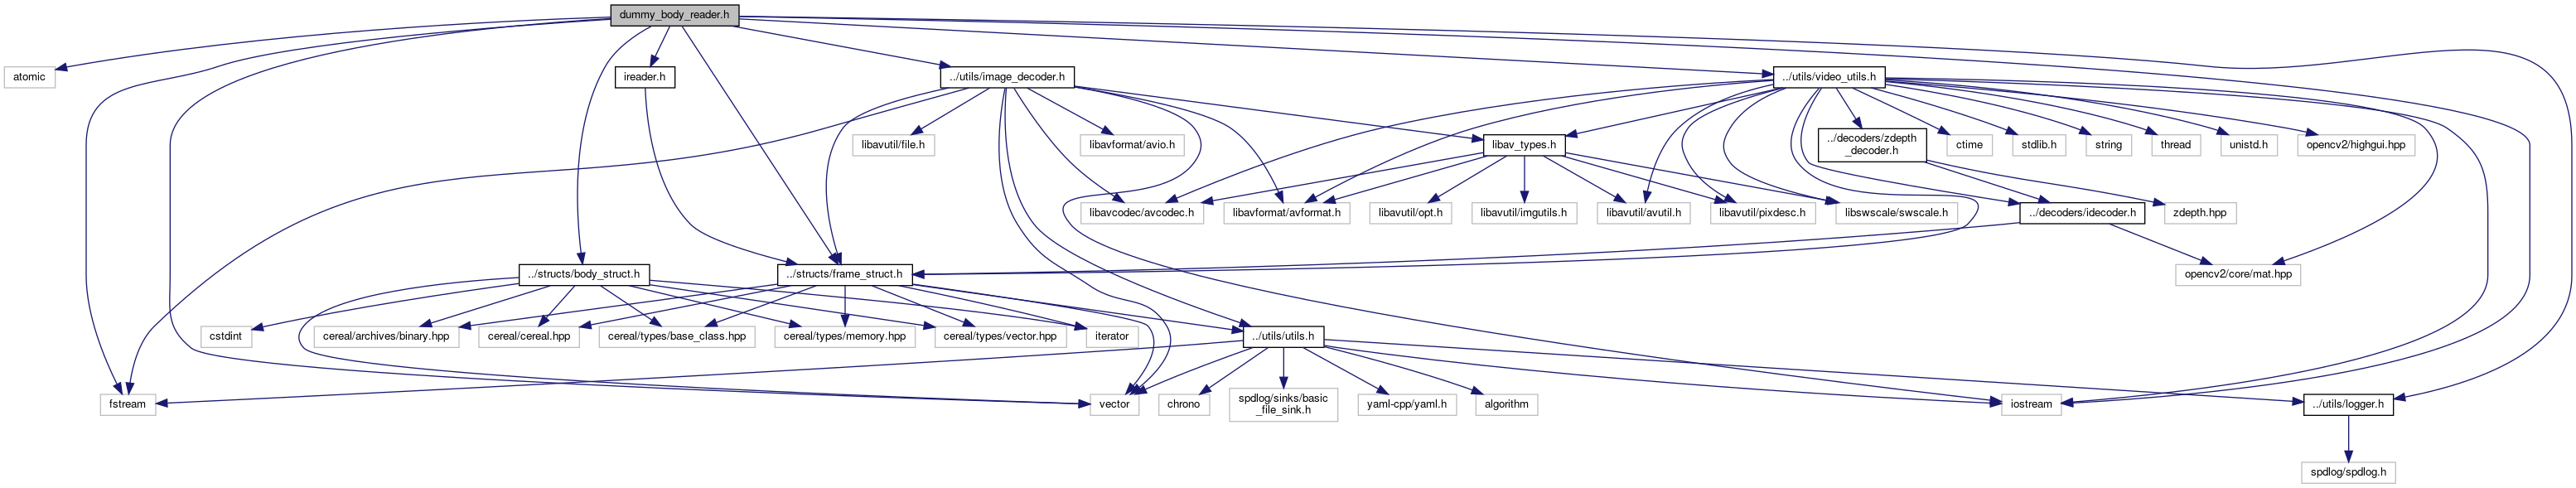 dummy_body_reader.h
atomic
ireader.h
../utils/image_decoder.h
../utils/video_utils.h
libavutil/file.h
libavformat/avio.h
libav_types.h
../decoders/zdepth
_decoder.h
ctime
stdlib.h
string
thread
unistd.h
opencv2/highgui.hpp
libavcodec/avcodec.h
libavformat/avformat.h
libavutil/opt.h
libavutil/imgutils.h
libavutil/avutil.h
libavutil/pixdesc.h
libswscale/swscale.h
../decoders/idecoder.h
zdepth.hpp
../structs/body_struct.h
../structs/frame_struct.h
opencv2/core/mat.hpp
cstdint
cereal/archives/binary.hpp
cereal/cereal.hpp
cereal/types/base_class.hpp
cereal/types/memory.hpp
cereal/types/vector.hpp
iterator
../utils/utils.h
fstream
vector
chrono
spdlog/sinks/basic
_file_sink.h
yaml-cpp/yaml.h
algorithm
iostream
../utils/logger.h
spdlog/spdlog.h